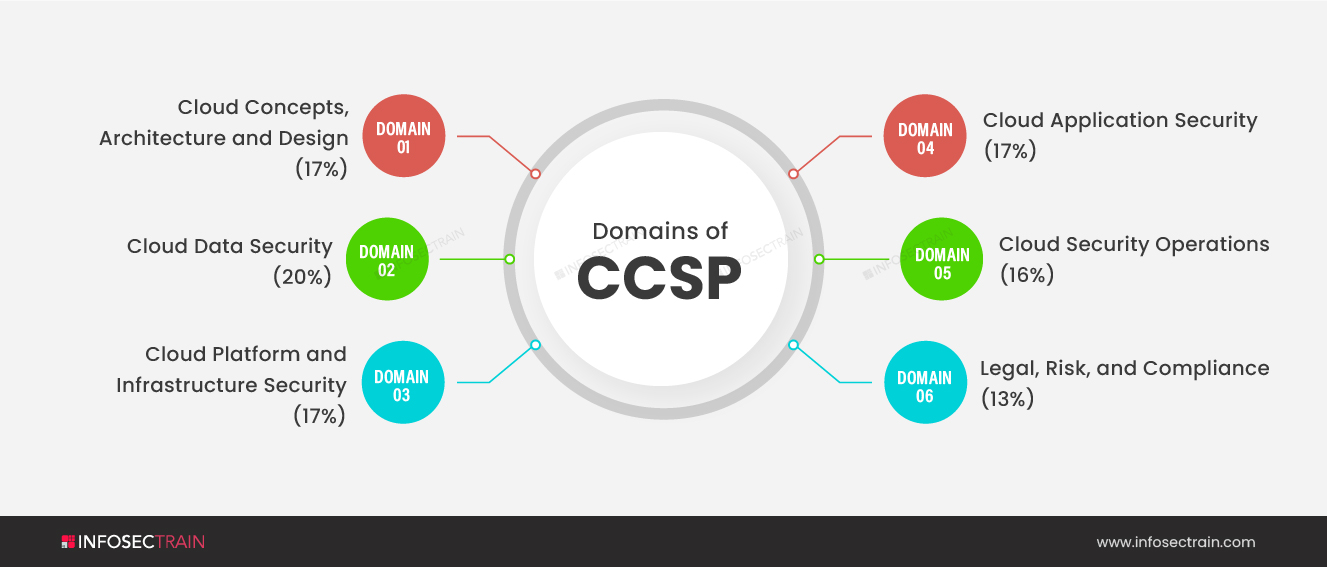 Cloud Concepts,
Architecture and Design
(17%)
DOMAIN
01
Cloud Data Security
(20%)
DOMAIN
02
Cloud Platform and
Infrastructure Security
(17%)
DOMAIN
03
Domains of
CCSP
DOMAIN
04
Cloud Application Security
(17%)
DOMAIN
05
Cloud Security Operations
(16%)
DOMAIN
06
Legal, Risk, and Compliance
(13%)
INFOSECTRAIN
INFOSECTRAIN
INFOSECTRAIN
INFOSECTRAIN
www.infosectrain.com